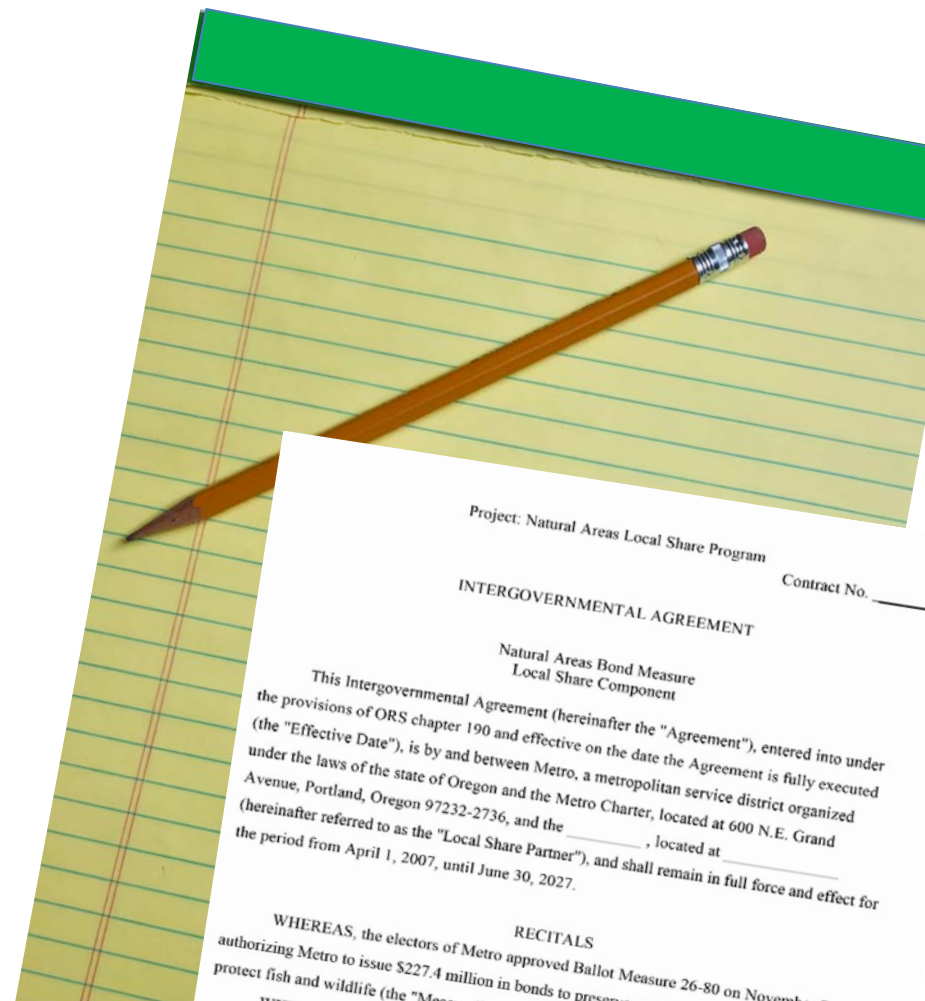 Project: Natural Areas Local Share Program
Contract No.
INTERGOVERNMENTAL AGREEMENT
Natural Areas Bond Measure
Local Share Component
This Intergovernmental Agreement (hereinafter the "Agreement"), entered into under
the provisions of ORS chapter 190 and effective on the date the Agreement is fully executed
(the "Effective Date"), is by and between Metro, a metropolitan service district organized
under the laws of the state of Oregon and the Metro Charter, located at 600 N.E. Grand
Avenue, Portland, Oregon 97232-2736, and the ________ , located at ____________
(hereinafter referred to as the "Local Share Partner"), and shall remain in full force and effect for
the period from April 1, 2007, until June 30, 2027.
RECITALS
WHEREAS, the electors of Metro approved Ballot Measure 26-80 on
authorizing Metro to issue $227.4 million in bonds to
protect fish and wildlife (the